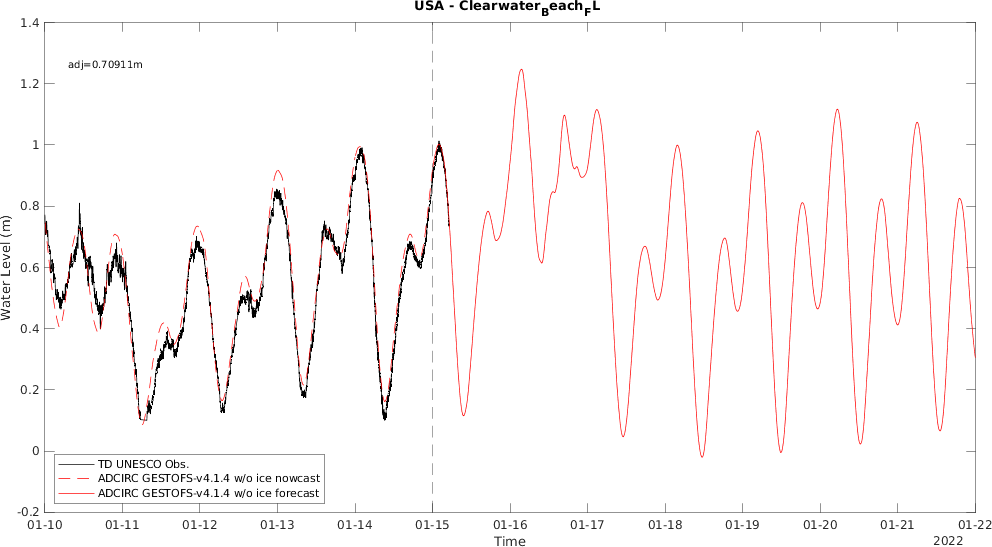 USA - Clearwater_Beach_FL
adj=0.70911m
1.4
1.2
1
0.8
0.6
0.4
0.2
0
-0.2
Water Level (m)
TD UNESCO Obs.
ADCIRC GESTOFS-v4.1.4 w/o ice nowcast
ADCIRC GESTOFS-v4.1.4 w/o ice forecast
01-10 01-11 01-12 01-13 01-14 01-15 01-16 01-17 01-18 01-19 01-20 01-21 01-22
Time
2022